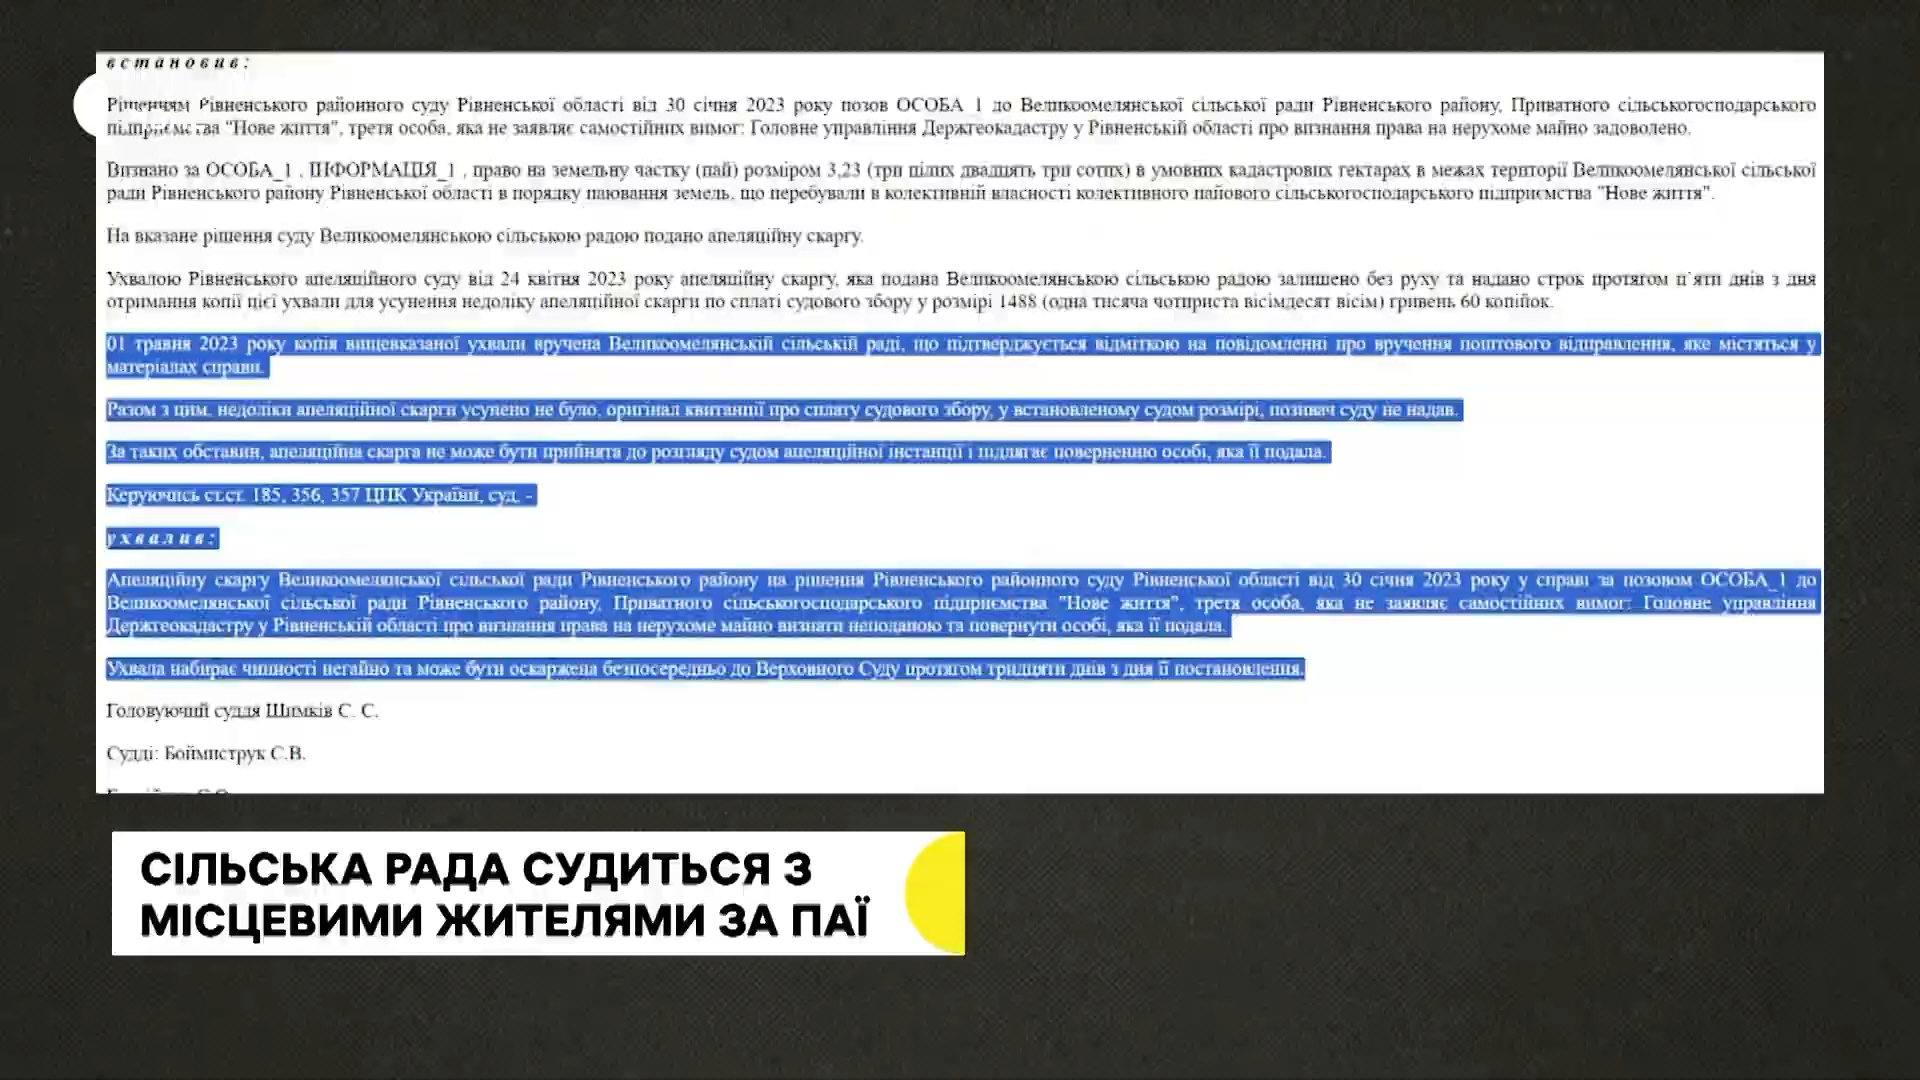 встановив:
Рішенням Рівненського районного суду Рівненської області від 30 січня 2023 року позов ОСОБА_1 до Великоомелянської сільської ради Рівненського району, Приватного сільськогосподарського
підприємства "Нове життя", третя особа, яка не заявляє самостійних вимог: Головне управління Держгеокадастру у Рівненській області про визнання права на нерухоме майно задоволено.
Визнано за ОСОБА_1 , ІНФОРМАЦІЯ_1 , право на земельну частку (пай) розміром 3,23 (три цілих двадцять три сотих) в умовних кадастрових гектарах в межах території Великоомелянської сільської
ради Рівненського району Рівненської області в порядку паювання земель, що перебували в колективній власності колективного пайового сільськогосподарського підприємства "Нове життя".
На вказане рішення суду Великоомелянською сільською радою подано апеляційну скаргу.
Ухвалою Рівненського апеляційного суду від 24 квітня 2023 року апеляційну скаргу, яка подана Великоомелянською сільською радою залишено без руху та надано строк протягом п`яти днів з дня
отримання копії цієї ухвали для усунення недоліку апеляційної скарги по сплаті судового збору у розмірі 1488 (одна тисяча чотириста вісімдесят вісім) гривень 60 копійок.
01 травня 2023 року копія вищевказаної ухвали вручена Великоомелянській сільській раді, що підтверджується відміткою на повідомленні про вручення поштового відправлення, яке містяться у
матеріалах справи.
Разом з цим, недоліки апеляційної скарги усунено не було, оригінал квитанції про сплату судового збору, у встановленому судом розмірі, позивач суду не надав.
За таких обставин, апеляційна скарга не може бути прийнята до розгляду судом апеляційної інстанції і підлягає поверненню особі, яка її подала.
Керуючись ст.ст. 185, 356, 357 ЦПК України, суд, -
ухвалив:
Апеляційну скаргу Великоомелянської сільської ради Рівненського району на рішення Рівненського районного суду Рівненської області від 30 січня 2023 року у справі за позовом ОСОБА_1 до
Великоомелянської сільської ради Рівненського району, Приватного сільськогосподарського підприємства "Нове життя", третя особа, яка не заявляє самостійних вимог: Головне управління
Держгеокадастру у Рівненській області про визнання права на нерухоме майно визнати неподаною та повернути особі, яка її подала.
Ухвала набирає чинності негайно та може бути оскаржена безпосередньо до Верховного Суду протягом тридцяти днів з дня її постановлення.
Головуючий суддя Шимків С. С.
Судді: Боймиструк С.В.
СІЛЬСЬКА РАДА СУДИТЬСЯ З
МІСЦЕВИМИ ЖИТЕЛЯМИ ЗА ПАЇ